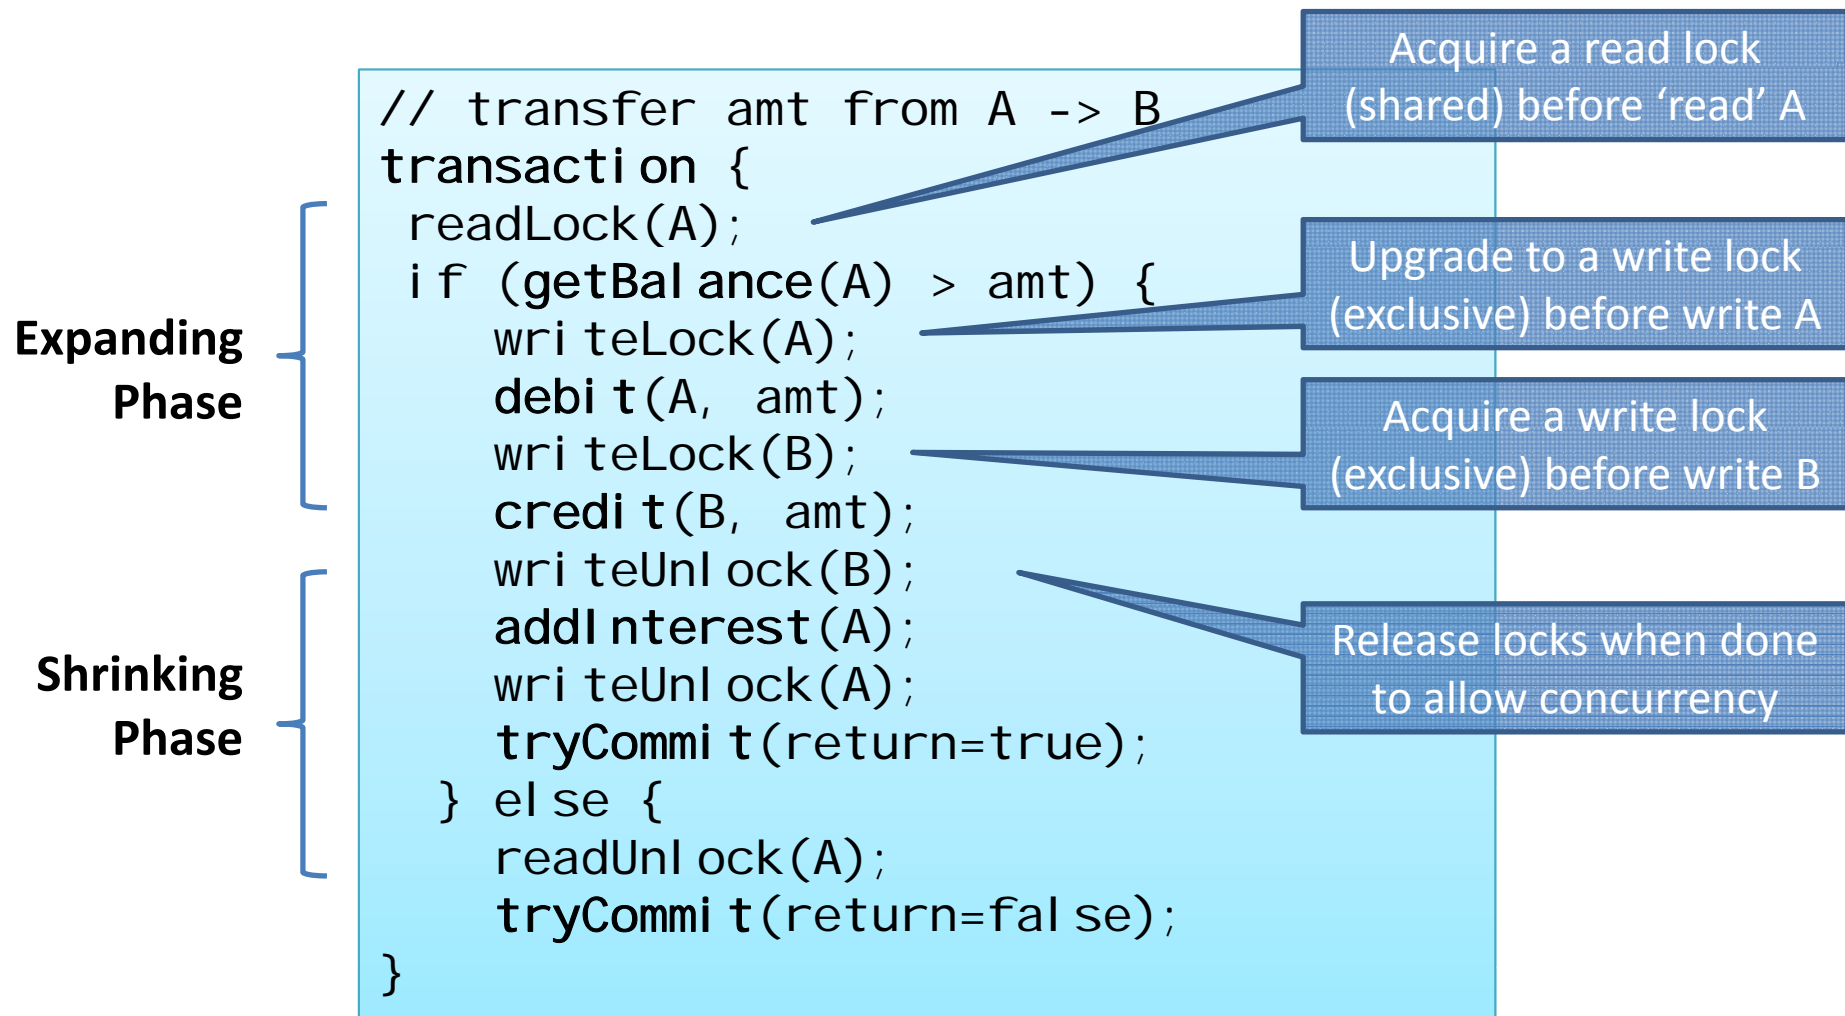 // transfer amt from A -> B
transaction {
readLock(A);
if (getBalance(A) > amt) {
writeLock(A);
debit(A, amt);
writeLock(B);
credit(B, amt);
writeUnlock(B);
addInterest(A);
writeUnlock(A);
tryCommit(return=true);
} else {
readUnlock(A);
tryCommit(return=false);
}
Expanding
Phase
Shrinking
Phase
Acquire a read lock
(shared) before ‘read’ A
Upgrade to a write lock
(exclusive) before write A
Acquire a write lock
(exclusive) before write B
Release locks when done
to allow concurrency